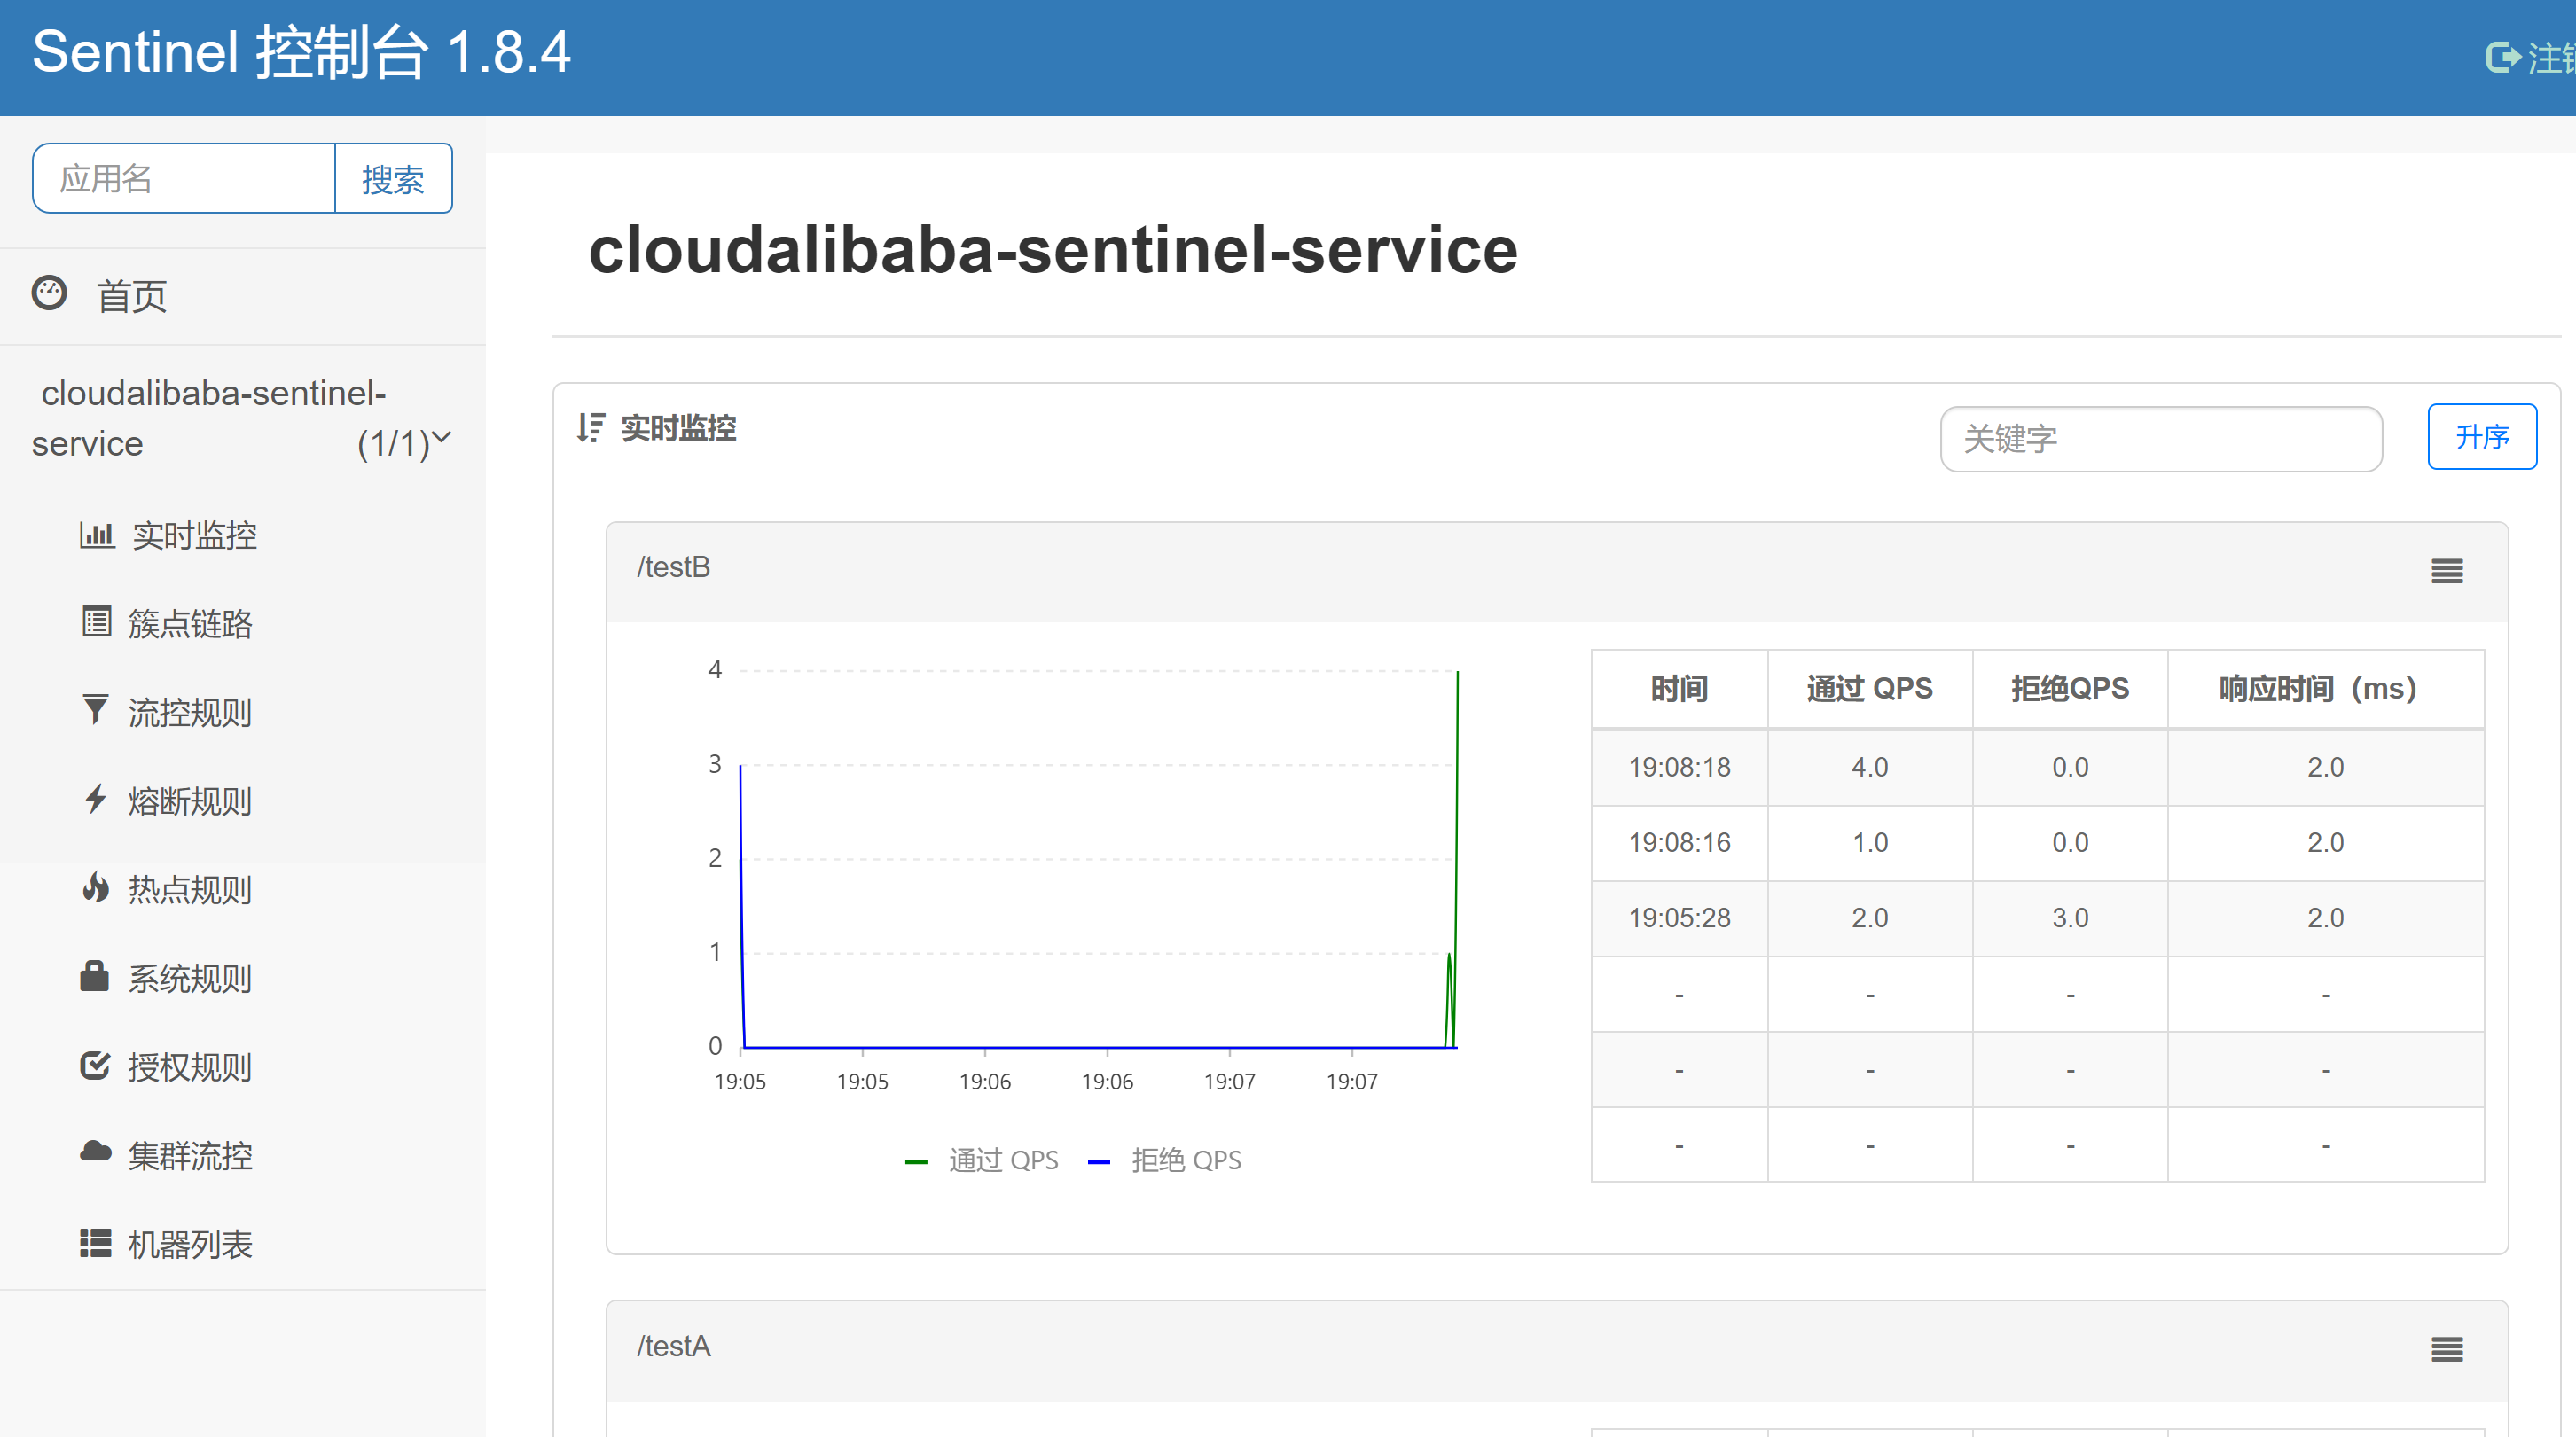 Sentinel 控制台 1.8.4
注销
应用名
搜索
首页
cloudalibaba-sentinel-
service (1/1)
实时监控
簇点链路
流控规则
熔断规则
热点规则
系统规则
授权规则
集群流控
机器列表
cloudalibaba-sentinel-service
实时监控
关键字
升序
/testB
4
3
2
1
0
19:05 19:05 19:06 19:06 19:07 19:07
通过 QPS 拒绝 QPS
时间 通过 QPS 拒绝QPS 响应时间（ms）
19:08:18 4.0 0.0 2.0
19:08:16 1.0 0.0 2.0
19:05:28 2.0 3.0 2.0
- - - -
- - - -
- - - -
/testA